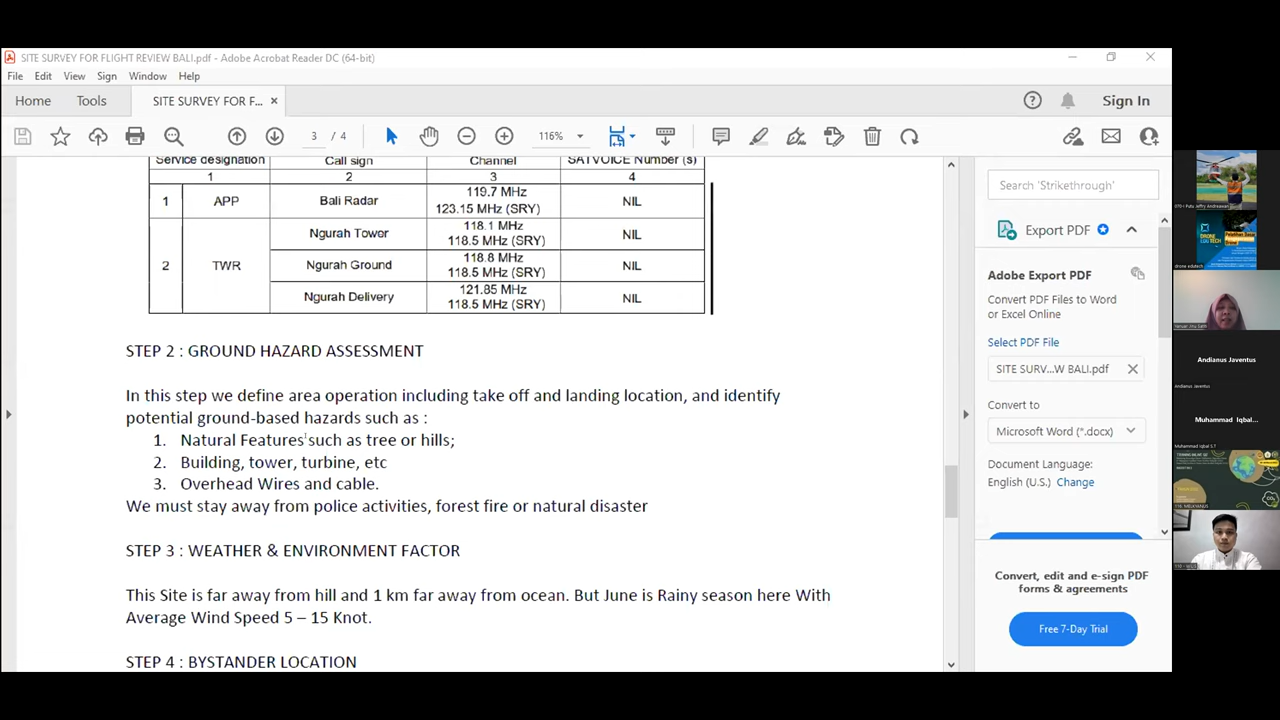 SITE SURVEY FOR FLIGHT REVIEW BALI.pdf - Adobe Acrobat Reader DC (64-bit)
File Edit View Sign Window Help
Home Tools SITE SURVEY FOR F... ×
Sign In
3 / 4
116%
Service designation Call sign Channel SATVOICE Number (s)
1 2 3 4
1 APP Bali Radar 119.7 MHz 123.15 MHz (SRY) NIL
2 TWR Ngurah Tower 118.1 MHz 118.5 MHz (SRY) NIL
Ngurah Ground 118.8 MHz 118.5 MHz (SRY) NIL
Ngurah Delivery 121.85 MHz 118.5 MHz (SRY) NIL
STEP 2 : GROUND HAZARD ASSESSMENT
In this step we define area operation including take off and landing location, and identify
potential ground-based hazards such as :
1. Natural Features such as tree or hills;
2. Building, tower, turbine, etc
3. Overhead Wires and cable.
We must stay away from police activities, forest fire or natural disaster
STEP 3 : WEATHER & ENVIRONMENT FACTOR
This Site is far away from hill and 1 km far away from ocean. But June is Rainy season here With
Average Wind Speed 5 – 15 Knot.
STEP 4 : BYSTANDER LOCATION
Search 'Strikethrough'
Export PDF
Adobe Export PDF
Convert PDF Files to Word
or Excel Online
Select PDF File
SITE SURV...W BALI.pdf ×
Convert to
Microsoft Word (*.docx)
Document Language:
English (U.S.) Change
Convert, edit and e-sign PDF
forms & agreements
Free 7-Day Trial
DRONE
EDUTECH
drone edutech
Andianus Javentus
Andianus Javentus
Muhammad Iqbal...
Muhammad Iqbal S.T